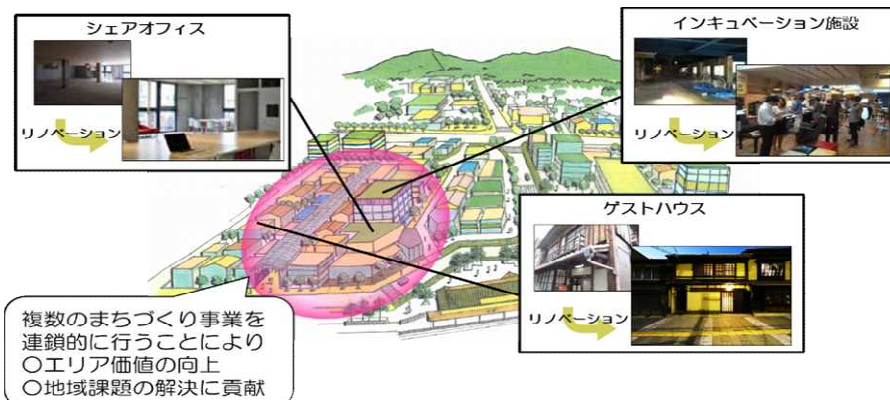 シェアオフィス
リノベーション
インキュベーション施設
リノベーション
ゲストハウス
リノベーション
複数のまちづくり事業を
連鎖的に行うことにより
○エリア価値の向上
○地域課題の解決に貢献